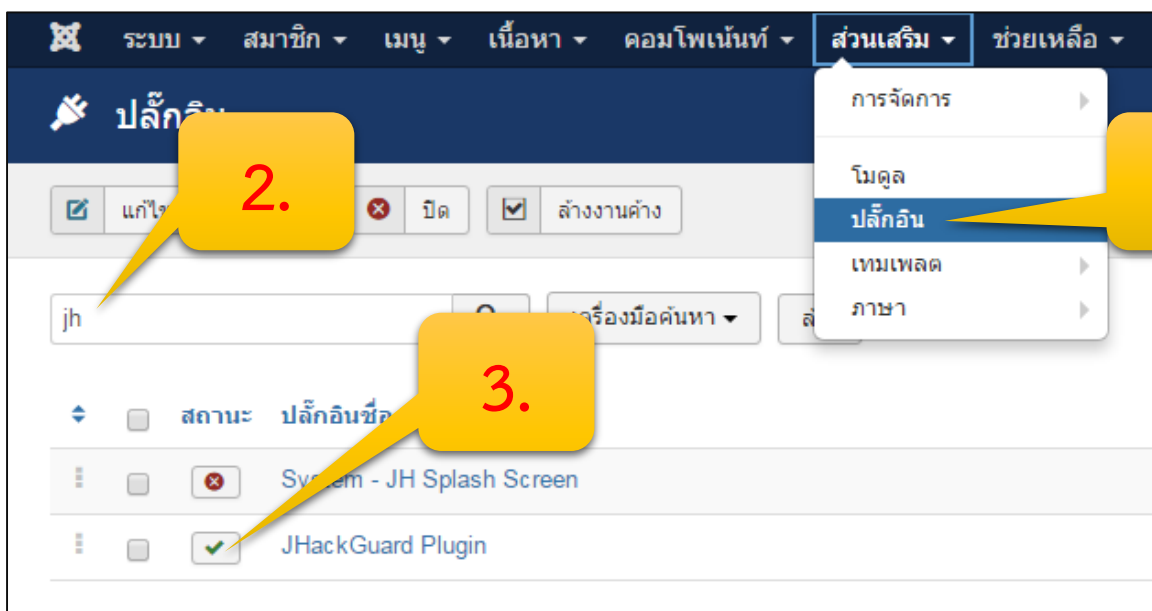 ระบบ สมาชิก เมนู เนื้อหา คอมโพเน้นท์ ส่วนเสริม ช่วยเหลือ
ปลั๊กอิน
การจัดการ
โมดูล
ปลั๊กอิน
เทมเพลต
ภาษา
2.
แก้ไข ปิด ล้างงานค้าง
jh เครื่องมือค้นหา
3.
สถานะ ปลั๊กอินชื่อ
System - JH Splash Screen
JHackGuard Plugin